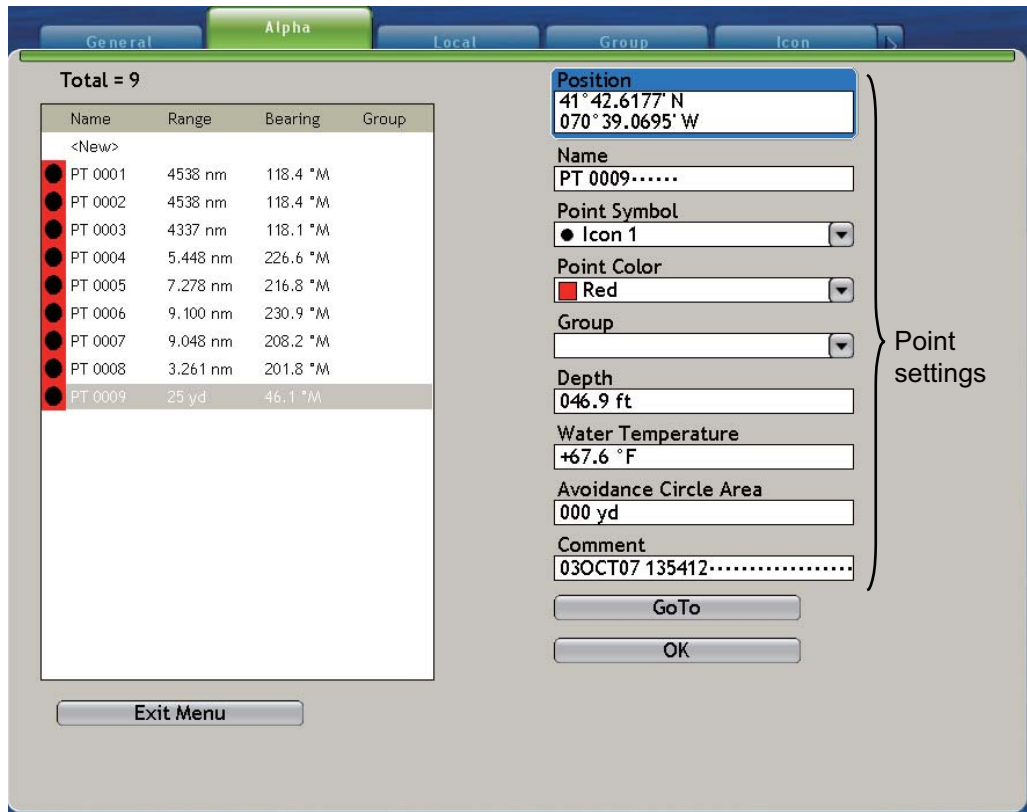 General Alpha Local Group Icon
Total = 9
Name Range Bearing Group
<New>
PT 0001 4538 nm 118.4 °M
PT 0002 4538 nm 118.4 °M
PT 0003 4337 nm 118.1 °M
PT 0004 5.448 nm 226.6 °M
PT 0005 7.278 nm 216.8 °M
PT 0006 9.100 nm 230.9 °M
PT 0007 9.048 nm 208.2 °M
PT 0008 3.261 nm 201.8 °M
PT 0009 25 yd 46.1 °M
Exit Menu
Position
41°42.6177' N
070°39.0695' W
Name
PT 0009······
Point Symbol
Icon 1
Point Color
Red
Group
Depth
046.9 ft
Water Temperature
+67.6 °F
Avoidance Circle Area
000 yd
Comment
03OCT07 135412··················
GoTo
OK
Point
settings